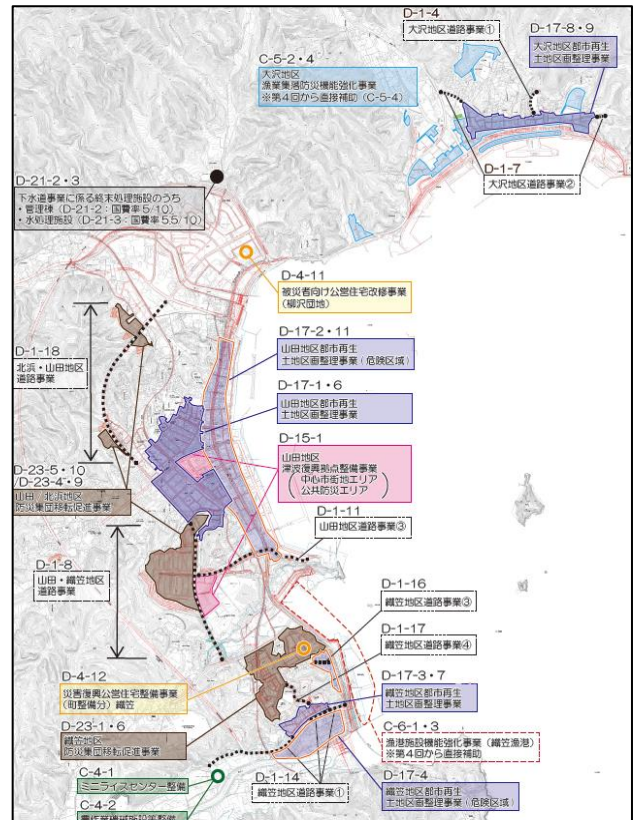 D-1-4
大沢地区道路事業①
D-17-8・9
大沢地区都市再生
土地区画整理事業
C-5-2・4
大沢地区
漁業集落防災機能強化事業
※第4回から直接補助（C-5-4）
D-1-7
大沢地区道路事業②
D-21-2・3
下水道事業に係る終末処理施設のうち
・管理棟（D-21-2：国費率5/10）
・水処理施設（D-21-3：国費率5.5/10）
D-4-11
被災者向け公営住宅改修事業
（柳沢団地）
D-17-2・11
山田地区都市再生
土地区画整理事業（危険区域）
D-1-18
北浜・山田地区
道路事業
D-17-1・6
山田地区都市再生
土地区画整理事業
D-15-1
山田地区
津波復興拠点整備事業
（中心市街地エリア
公共防災エリア）
D-23-5・10
/D-23-4・9
山田／北浜地区
防災集団移転促進事業
D-1-11
山田地区道路事業③
D-1-8
山田・織笠地区
道路事業
D-1-16
織笠地区道路事業③
D-1-17
織笠地区道路事業④
D-4-12
災害復興公営住宅整備事業
（町整備分）織笠
D-17-3・7
織笠地区都市再生
土地区画整理事業
D-23-1・6
織笠地区
防災集団移転促進事業
C-6-1・3
漁港施設機能強化事業（織笠漁港）
※第4回から直接補助
C-4-1
ミニライスセンター整備
D-1-14
織笠地区道路事業①
D-17-4
織笠地区都市再生
土地区画整理事業（危険区域）
C-4-2